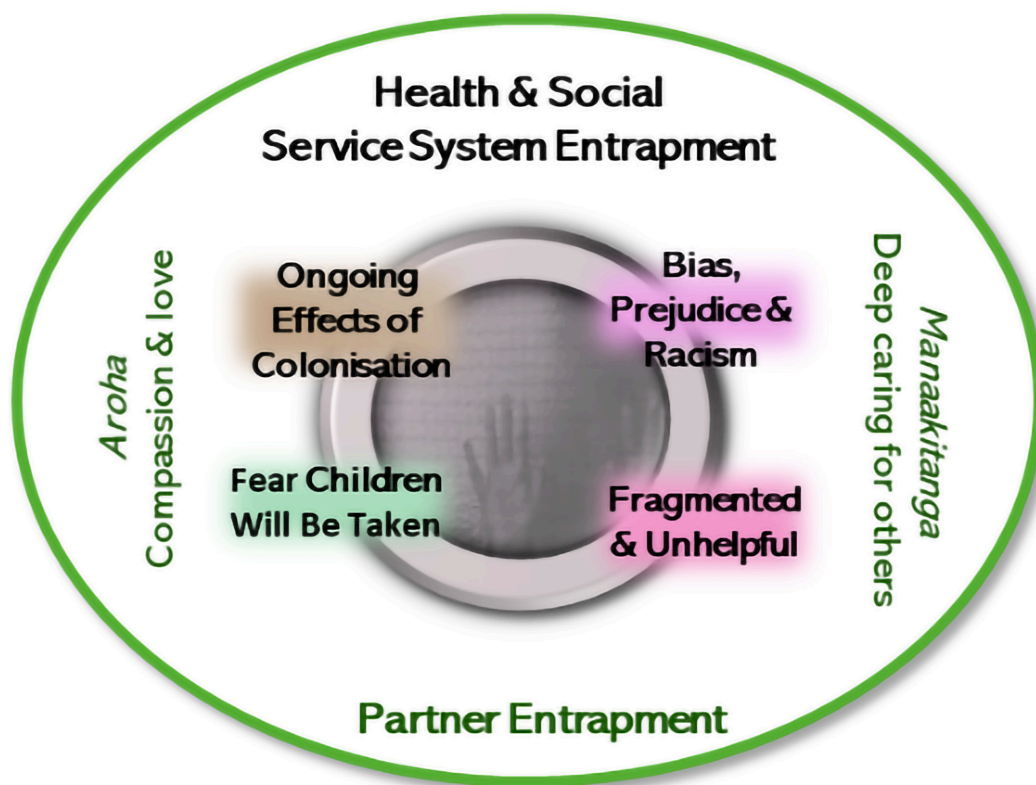 Health & Social
Service System Entrapment
Ongoing
Effects of
Colonisation
Bias,
Prejudice &
Racism
Aroha
Compassion & love
Manaakitanga
Deep caring for others
Fear Children
Will Be Taken
Fragmented
& Unhelpful
Partner Entrapment